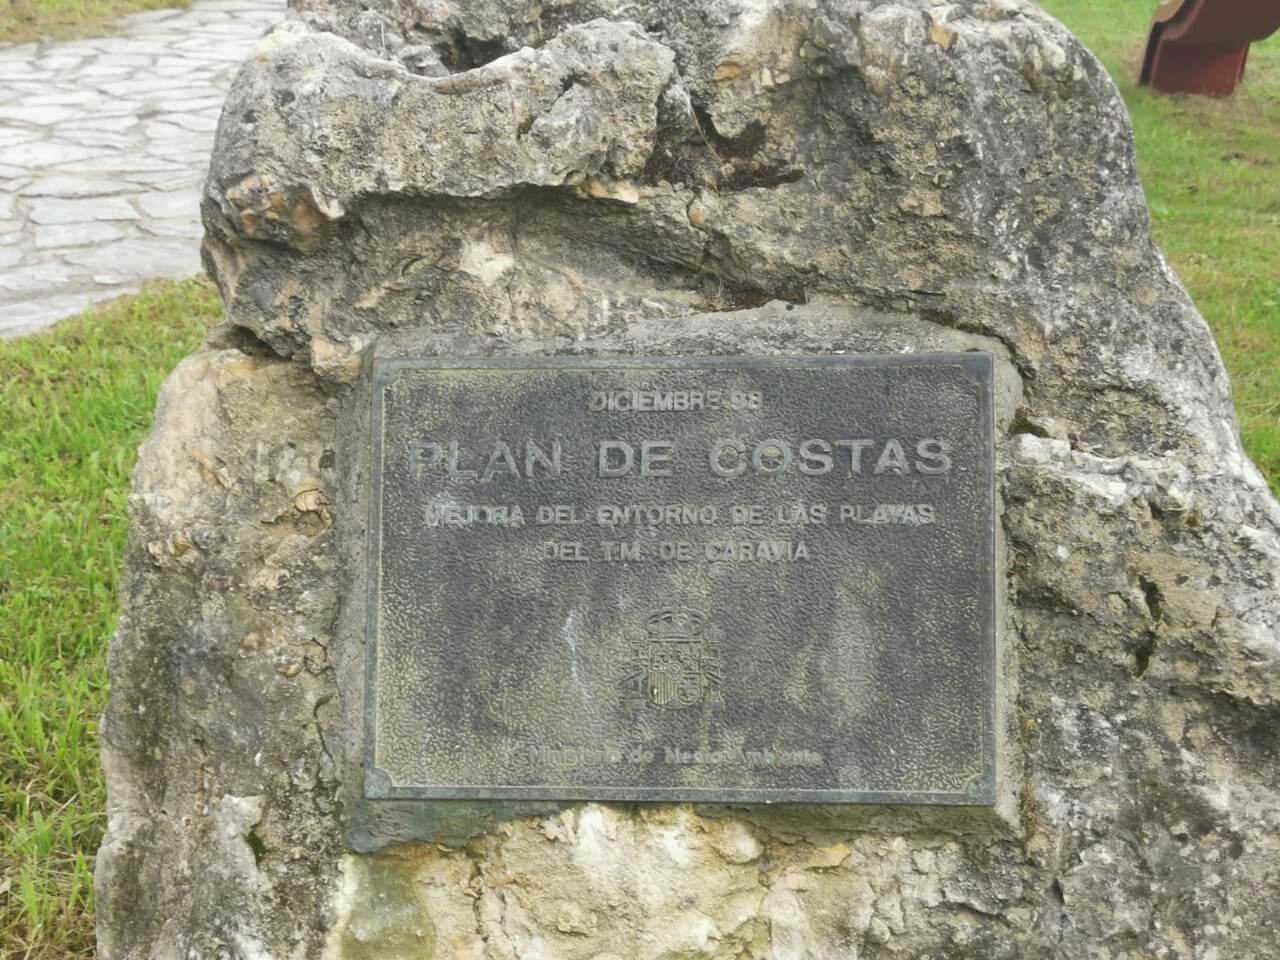 DICIEMBRE 98
PLAN DE COSTAS
MEJORA DEL ENTORNO DE LAS PLAYAS
DEL T.M. DE CARAVIA
Ministerio de Medio Ambiente